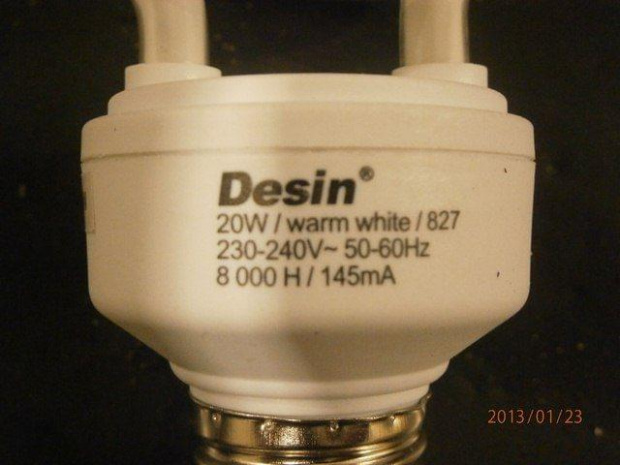 Desin®
20W / warm white / 827
230-240V~ 50-60Hz
8 000 H / 145mA
2013/01/23